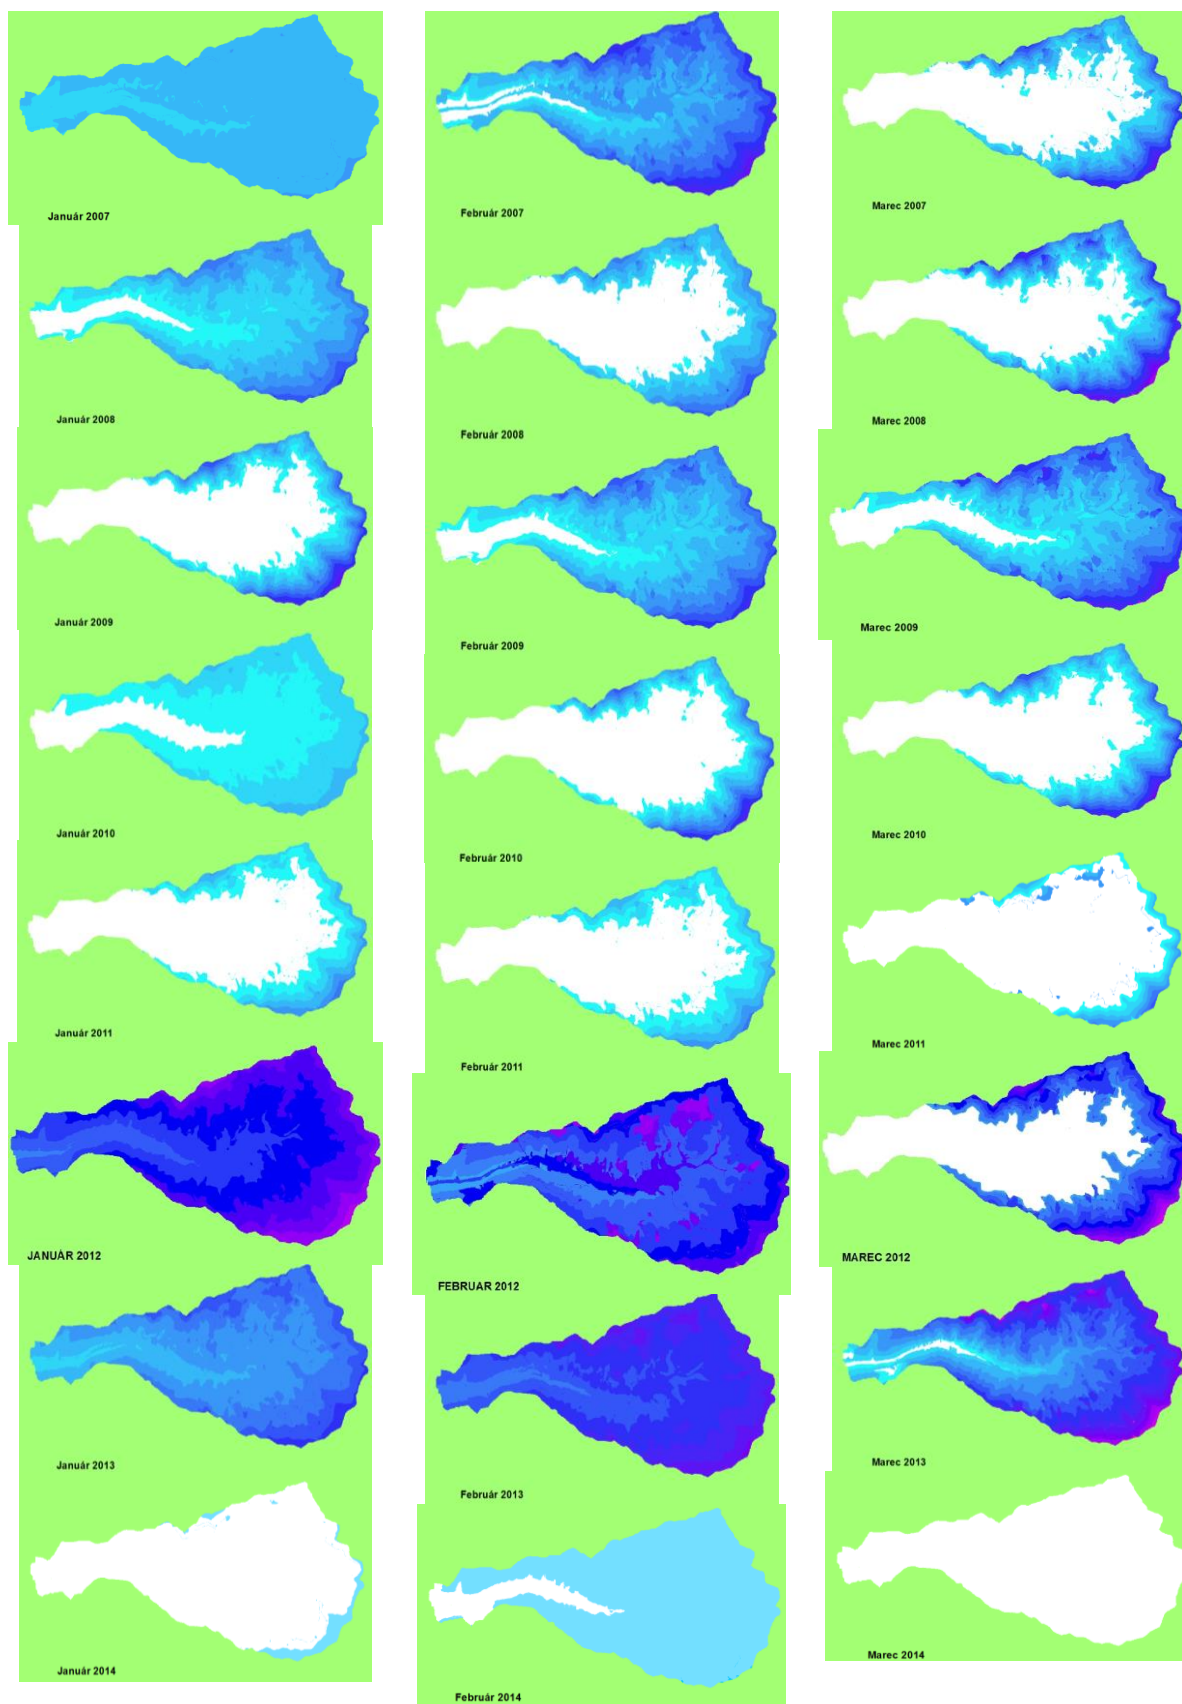 Január 2007
Február 2007
Marec 2007
Január 2008
Február 2008
Marec 2008
Január 2009
Február 2009
Marec 2009
Január 2010
Február 2010
Marec 2010
Január 2011
Február 2011
Marec 2011
JANUÁR 2012
FEBRUAR 2012
MAREC 2012
Január 2013
Február 2013
Marec 2013
Január 2014
Február 2014
Marec 2014